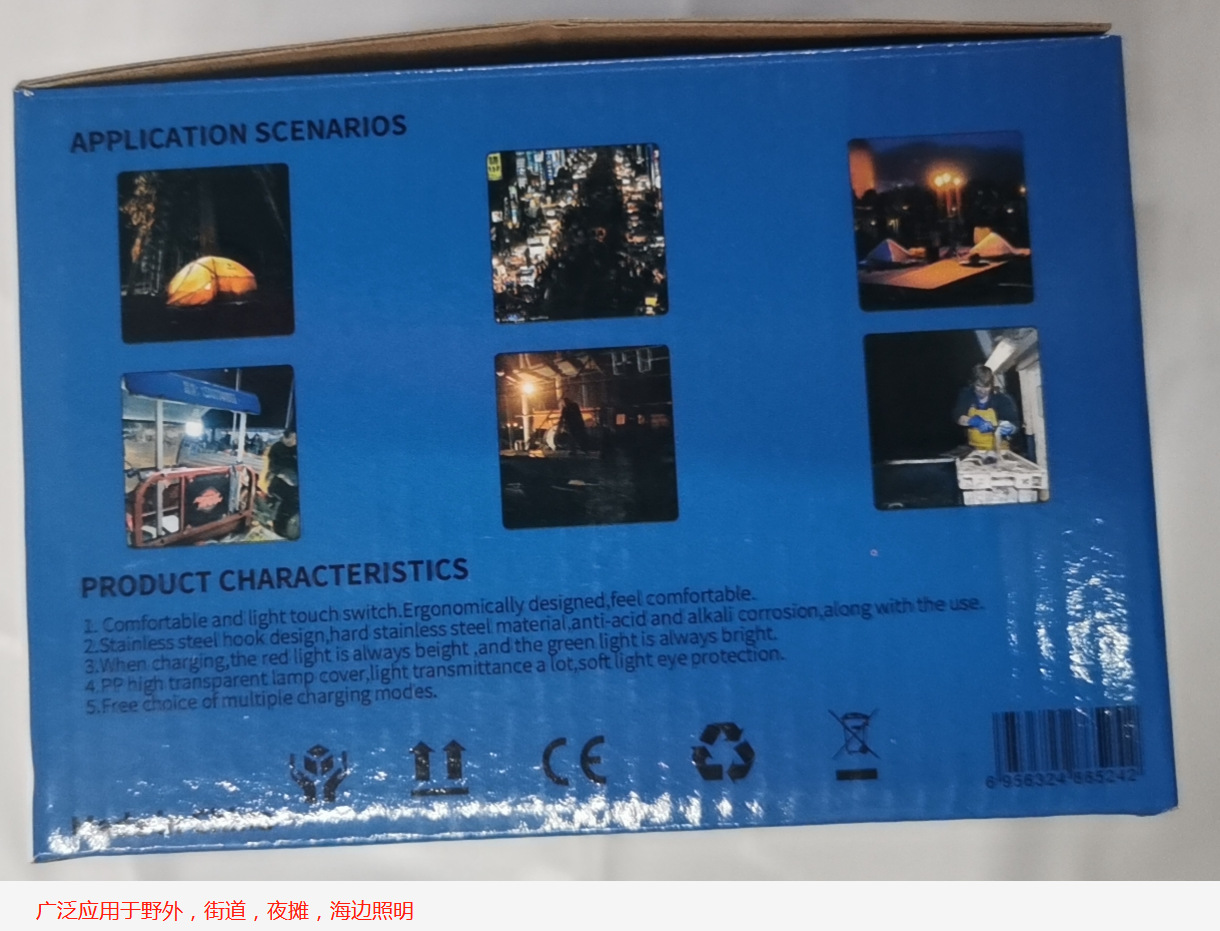 APPLICATION SCENARIOS
PRODUCT CHARACTERISTICS
1. Comfortable and light touch switch.Ergonomically designed,feel comfortable.
2.Stainless steel hook design,hard stainless steel material,anti-acid and alkali corrosion,along with the use.
3.When charging,the red light is always beight ,and the green light is always bright.
4.PP high transparent lamp cover,light transmittance a lot,soft light eye protection.
5.Free choice of multiple charging modes.
CE
6 956324 665242
广泛应用于野外，街道，夜摊，海边照明